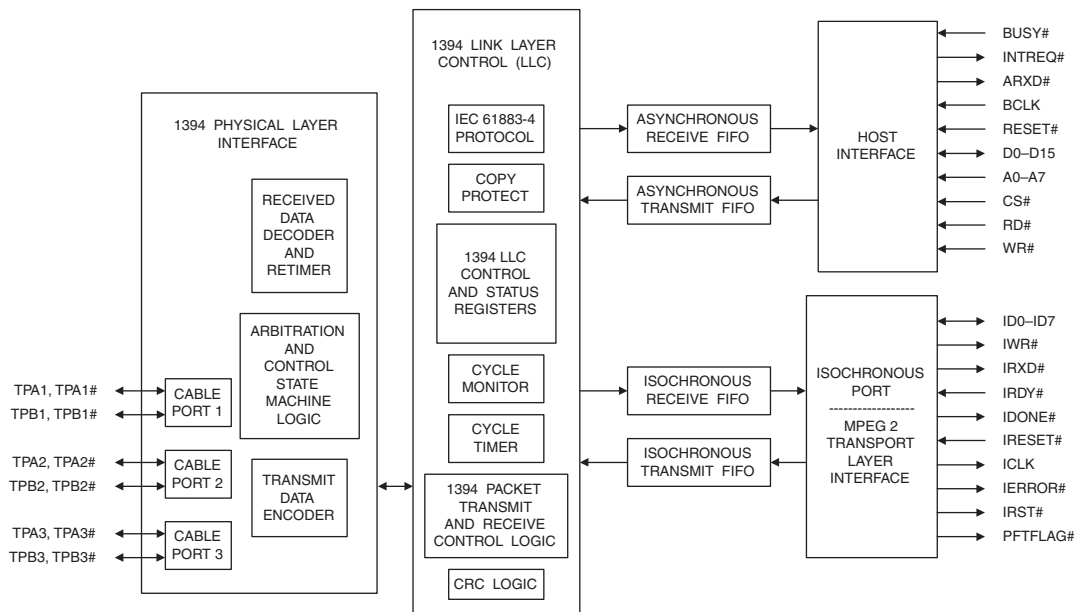 1394 PHYSICAL LAYER
INTERFACE
RECEIVED
DATA
DECODER
AND
RETIMER
ARBITRATION
AND
CONTROL
STATE
MACHINE
LOGIC
TRANSMIT
DATA
ENCODER
TPA1, TPA1#
TPB1, TPB1#
CABLE
PORT 1
TPA2, TPA2#
TPB2, TPB2#
CABLE
PORT 2
TPA3, TPA3#
TPB3, TPB3#
CABLE
PORT 3
1394 LINK LAYER
CONTROL (LLC)
IEC 61883-4
PROTOCOL
COPY
PROTECT
1394 LLC
CONTROL
AND STATUS
REGISTERS
CYCLE
MONITOR
CYCLE
TIMER
1394 PACKET
TRANSMIT
AND RECEIVE
CONTROL LOGIC
CRC LOGIC
ASYNCHRONOUS
RECEIVE FIFO
ASYNCHRONOUS
TRANSMIT FIFO
ISOCHRONOUS
RECEIVE FIFO
ISOCHRONOUS
TRANSMIT FIFO
HOST
INTERFACE
BUSY#
INTREQ#
ARXD#
BCLK
RESET#
D0–D15
A0–A7
CS#
RD#
WR#
ISOCHRONOUS
PORT
MPEG 2
TRANSPORT
LAYER
INTERFACE
ID0–ID7
IWR#
IRXD#
IRDY#
IDONE#
IRESET#
ICLK
IERROR#
IRST#
PFTFLAG#